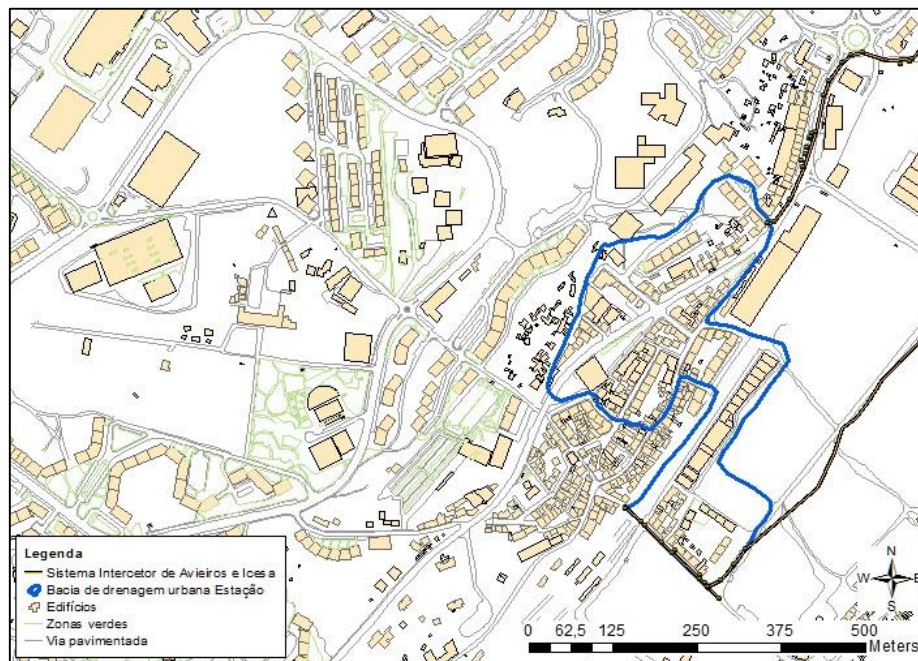 Legenda
Sistema Intercetor de Avieiros e Icesa
Bacia de drenagem urbana Estação
Edifícios
Zonas verdes
Via pavimentada
N
W E
S
0 62,5 125 250 375 500
Meters